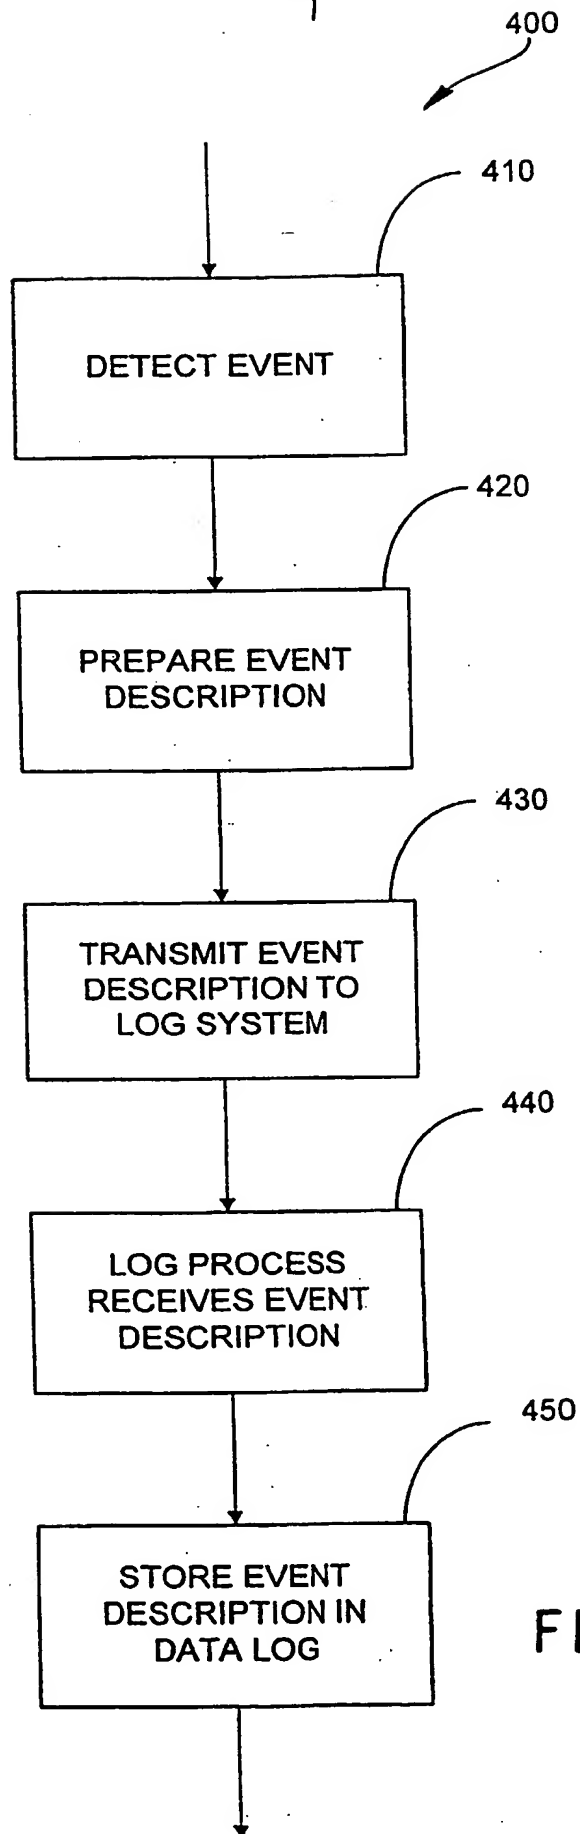 400
410
DETECT EVENT
420
PREPARE EVENT
DESCRIPTION
430
TRANSMIT EVENT
DESCRIPTION TO
LOG SYSTEM
440
LOG PROCESS
RECEIVES EVENT
DESCRIPTION
450
STORE EVENT
DESCRIPTION IN
DATA LOG